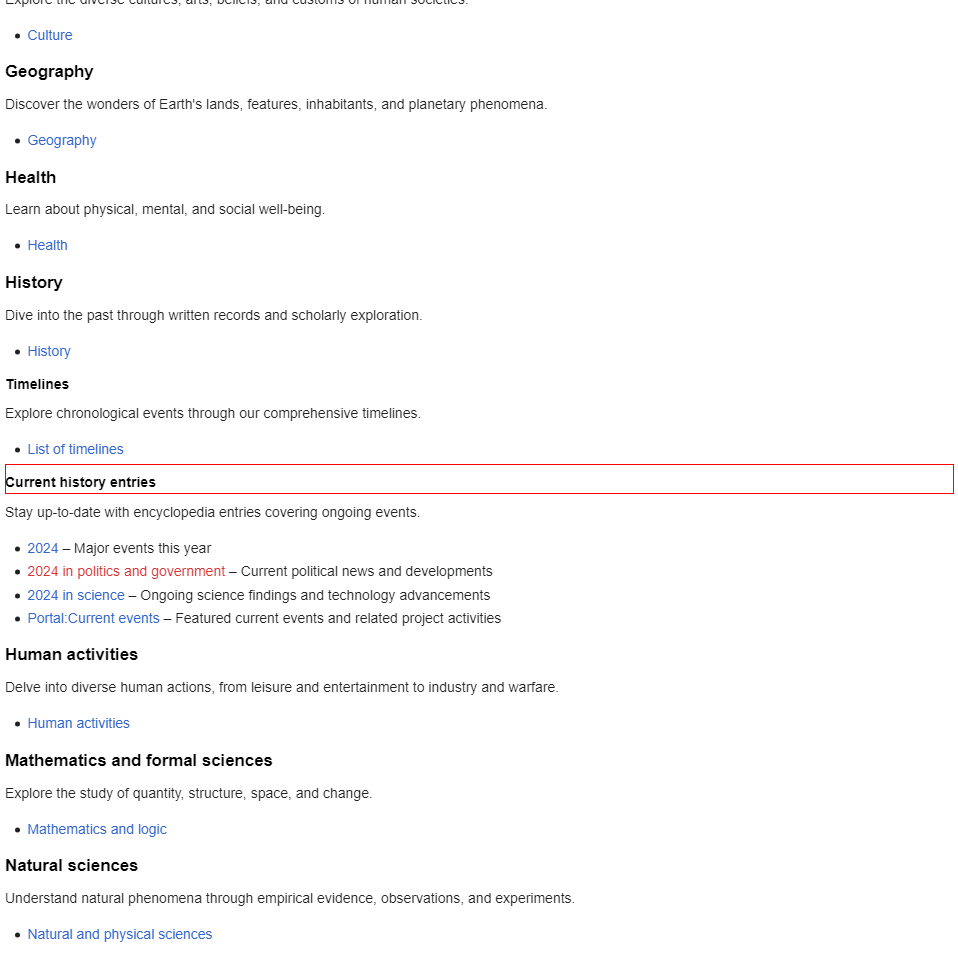 Explore the diverse cultures, arts, beliefs, and customs of human societies.
Culture
Geography
Discover the wonders of Earth's lands, features, inhabitants, and planetary phenomena.
Geography
Health
Learn about physical, mental, and social well-being.
Health
History
Dive into the past through written records and scholarly exploration.
History
Timelines
Explore chronological events through our comprehensive timelines.
List of timelines
Current history entries
Stay up-to-date with encyclopedia entries covering ongoing events.
2024 – Major events this year
2024 in politics and government – Current political news and developments
2024 in science – Ongoing science findings and technology advancements
Portal:Current events – Featured current events and related project activities
Human activities
Delve into diverse human actions, from leisure and entertainment to industry and warfare.
Human activities
Mathematics and formal sciences
Explore the study of quantity, structure, space, and change.
Mathematics and logic
Natural sciences
Understand natural phenomena through empirical evidence, observations, and experiments.
Natural and physical sciences